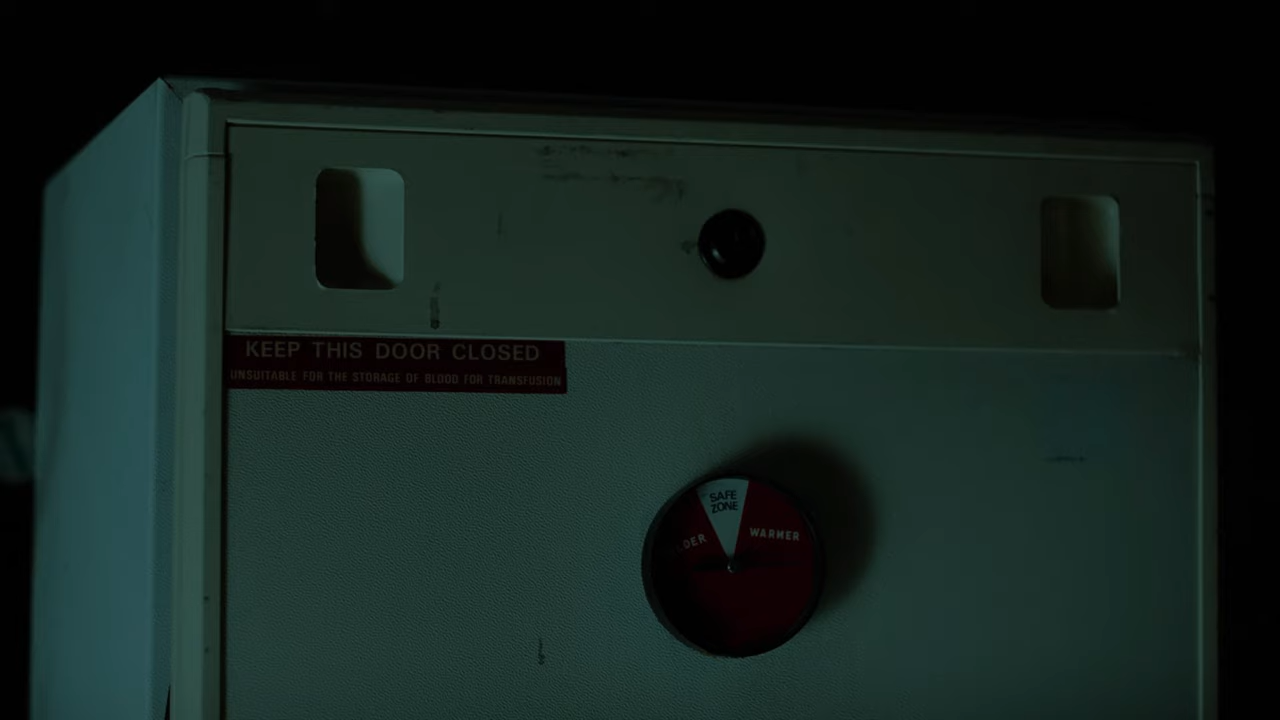 KEEP THIS DOOR CLOSED
UNSUITABLE FOR THE STORAGE OF BLOOD FOR TRANSFUSION
SAFE
ZONE
WARMER